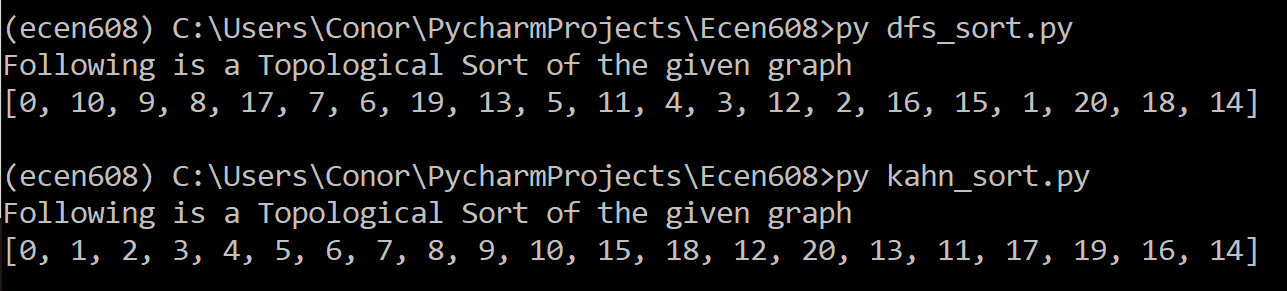 (ecen608) C:\Users\Conor\PycharmProjects\Ecen608>py dfs_sort.py
Following is a Topological Sort of the given graph
[0, 10, 9, 8, 17, 7, 6, 19, 13, 5, 11, 4, 3, 12, 2, 16, 15, 1, 20, 18, 14]
(ecen608) C:\Users\Conor\PycharmProjects\Ecen608>py kahn_sort.py
Following is a Topological Sort of the given graph
[0, 1, 2, 3, 4, 5, 6, 7, 8, 9, 10, 15, 18, 12, 20, 13, 11, 17, 19, 16, 14]